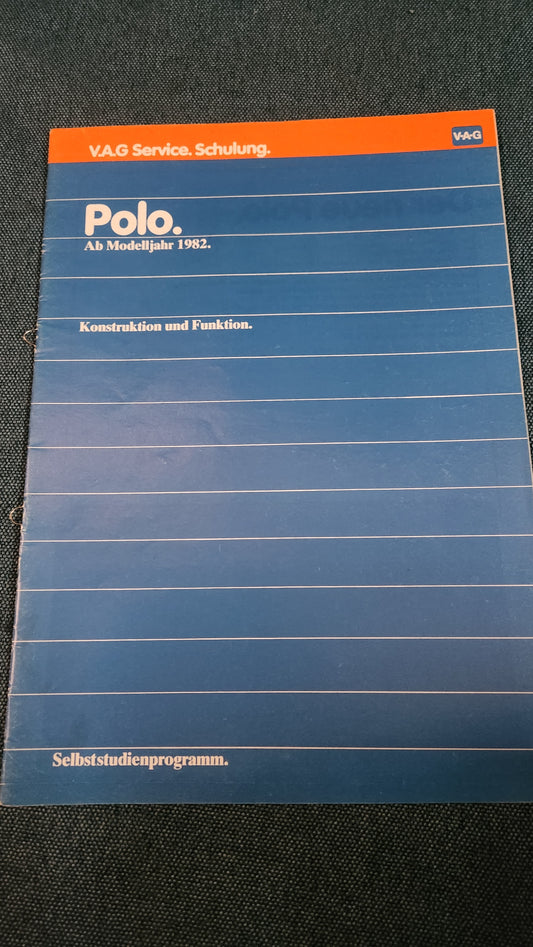 V.A.G Service. Schulung.
V·A·G
Polo.
Ab Modelljahr 1982.
Konstruktion und Funktion.
Selbststudienprogramm.